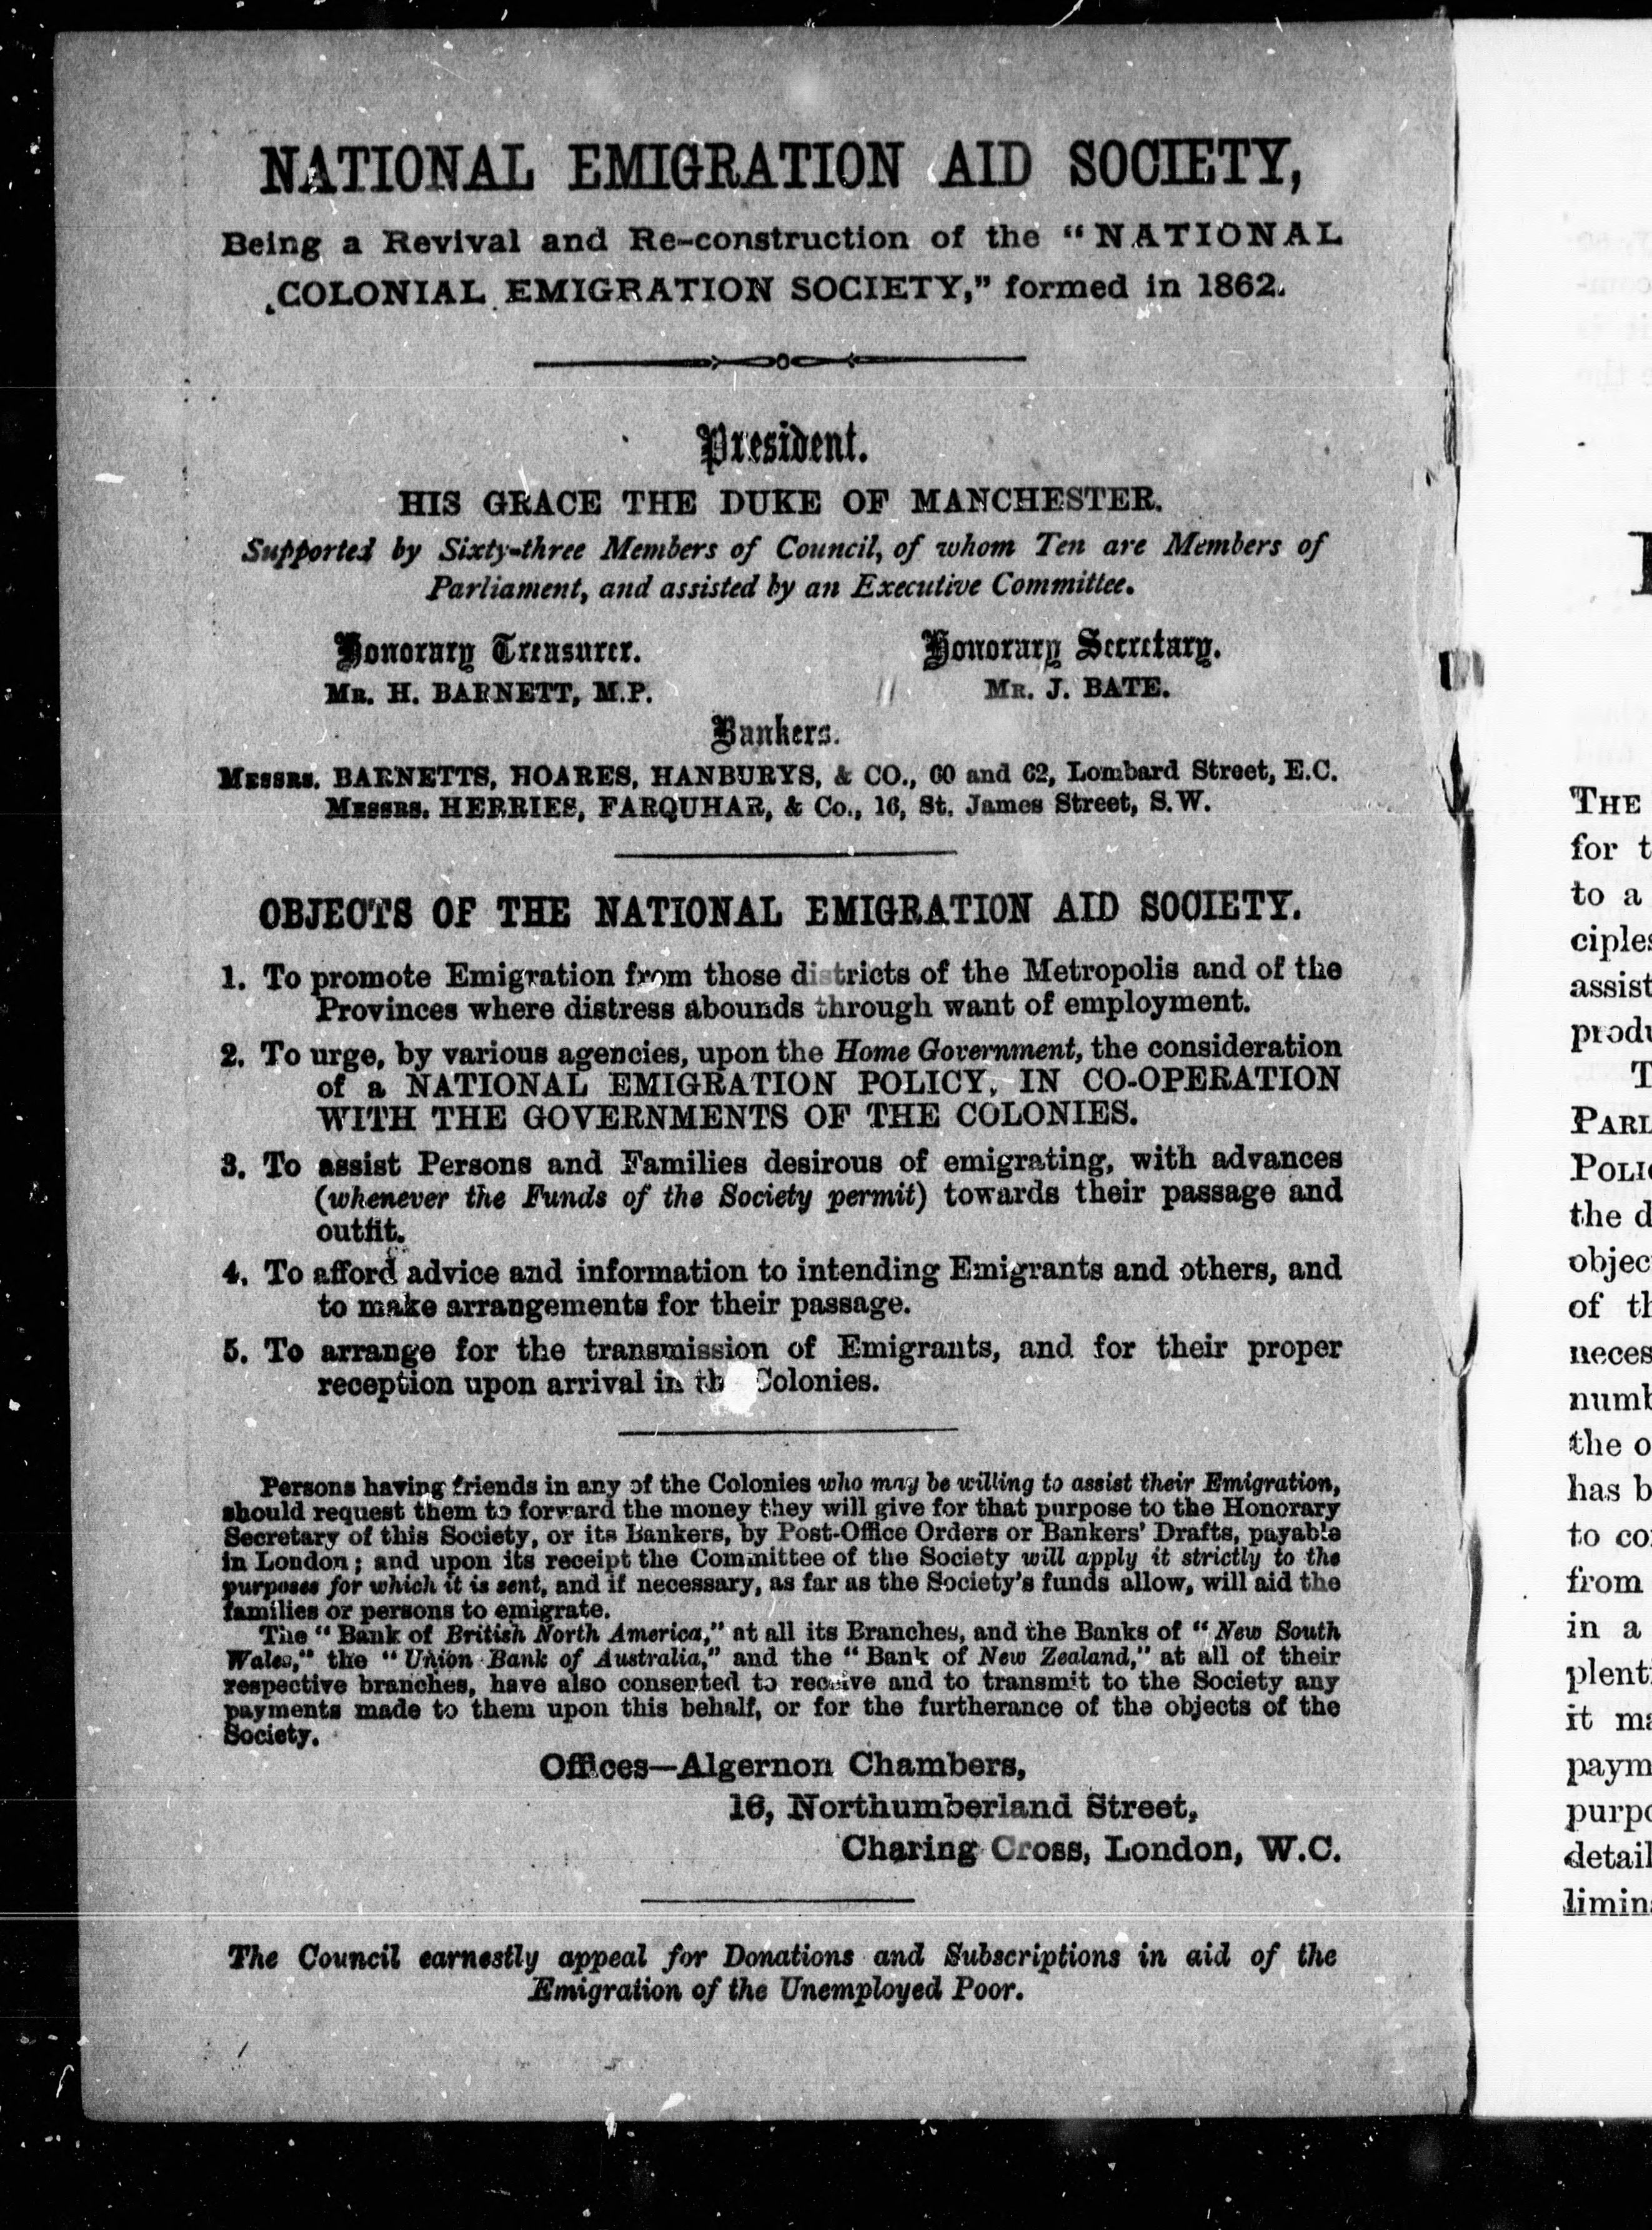 NATIONAL EMIGRATION AID SOCIETY,
Being a Revival and Re-construction of the "NATIONAL
COLONIAL EMIGRATION SOCIETY," formed in 1862.
President.
HIS GRACE THE DUKE OF MANCHESTER.
Supported by Sixty-three Members of Council, of whom Ten are Members of
Parliament, and assisted by an Executive Committee.
Honorary Treasurer.
MR. H. BARNETT, M.P.
Honorary Secretary.
MR. J. BATE.
Bankers.
MESSRS. BARNETTS, HOARES, HANBURYS, & CO., 60 and 62, Lombard Street, E.C.
MESSRS. HERRIES, FARQUHAR, & Co., 16, St. James Street, S.W.
OBJECTS OF THE NATIONAL EMIGRATION AID SOCIETY.
1. To promote Emigration from those districts of the Metropolis and of the
Provinces where distress abounds through want of employment.
2. To urge, by various agencies, upon the Home Government, the consideration
of a NATIONAL EMIGRATION POLICY, IN CO-OPERATION
WITH THE GOVERNMENTS OF THE COLONIES.
3. To assist Persons and Families desirous of emigrating, with advances
(whenever the Funds of the Society permit) towards their passage and
outfit.
4. To afford advice and information to intending Emigrants and others, and
to make arrangements for their passage.
5. To arrange for the transmission of Emigrants, and for their proper
reception upon arrival in th Colonies.
Persons having friends in any of the Colonies who may be willing to assist their Emigration,
should request them to forward the money they will give for that purpose to the Honorary
Secretary of this Society, or its Bankers, by Post-Office Orders or Bankers' Drafts, payable
in London; and upon its receipt the Committee of the Society will apply it strictly to the
purposes for which it is sent, and if necessary, as far as the Society's funds allow, will aid the
families or persons to emigrate.
The "Bank of British North America," at all its Branches, and the Banks of "New South
Wales," the "Union Bank of Australia," and the "Bank of New Zealand," at all of their
respective branches, have also consented to receive and to transmit to the Society any
payments made to them upon this behalf, or for the furtherance of the objects of the
Society.
Offices—Algernon Chambers,
16, Northumberland Street,
Charing Cross, London, W.C.
The Council earnestly appeal for Donations and Subscriptions in aid of the
Emigration of the Unemployed Poor.
THE
for t
to a
ciples
assist
produ
T
PARL
POLIC
the d
objec
of th
neces
numb
the o
has b
to co
from
in a
plent
it ma
paym
purpo
detail
limin